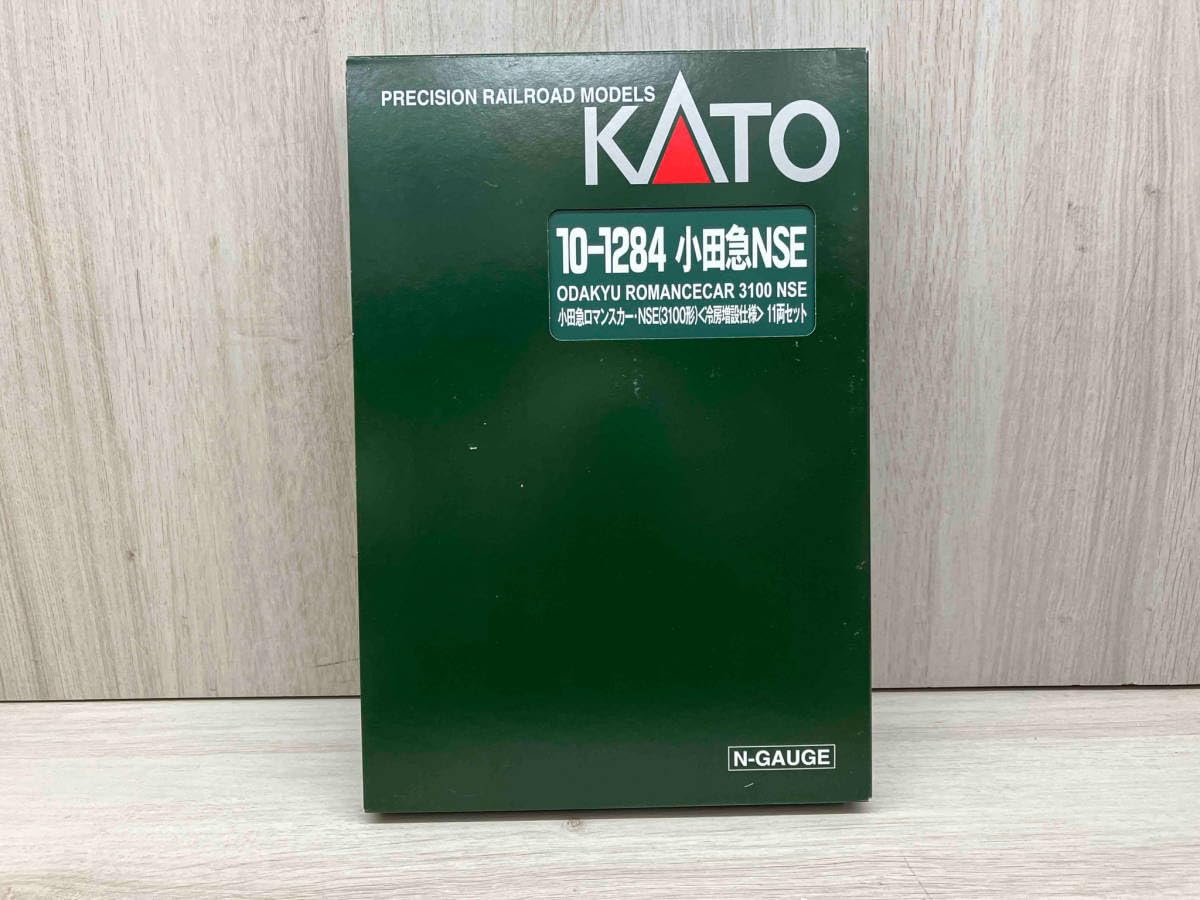 PRECISION RAILROAD MODELS
KATO
10-1284 小田急NSE
ODAKYU ROMANCECAR 3100 NSE
小田急ロマンスカー・NSE(3100形)<冷房増設仕様> 11両セット
N-GAUGE